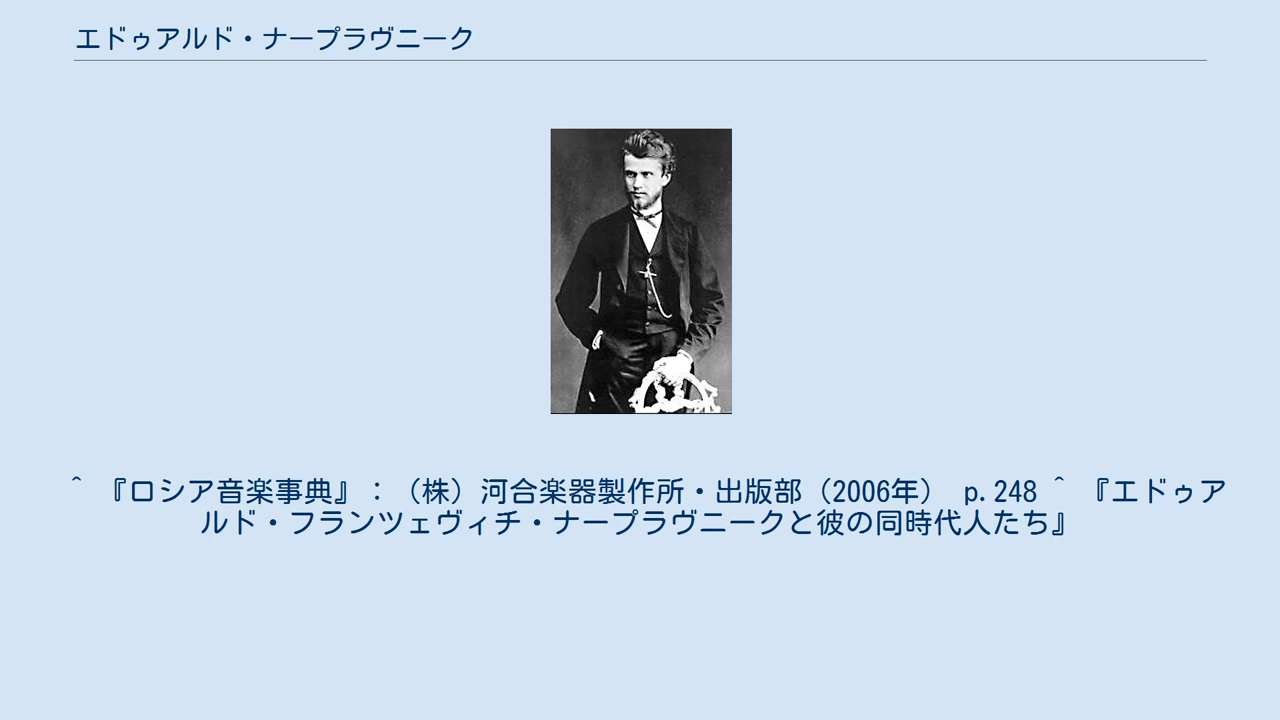 エドゥアルド・ナープラヴニーク
^ 『ロシア音楽事典』：（株）河合楽器製作所・出版部（2006年） p. 248 ^ 『エドゥア
ルド・フランツェヴィチ・ナープラヴニークと彼の同時代人たち』